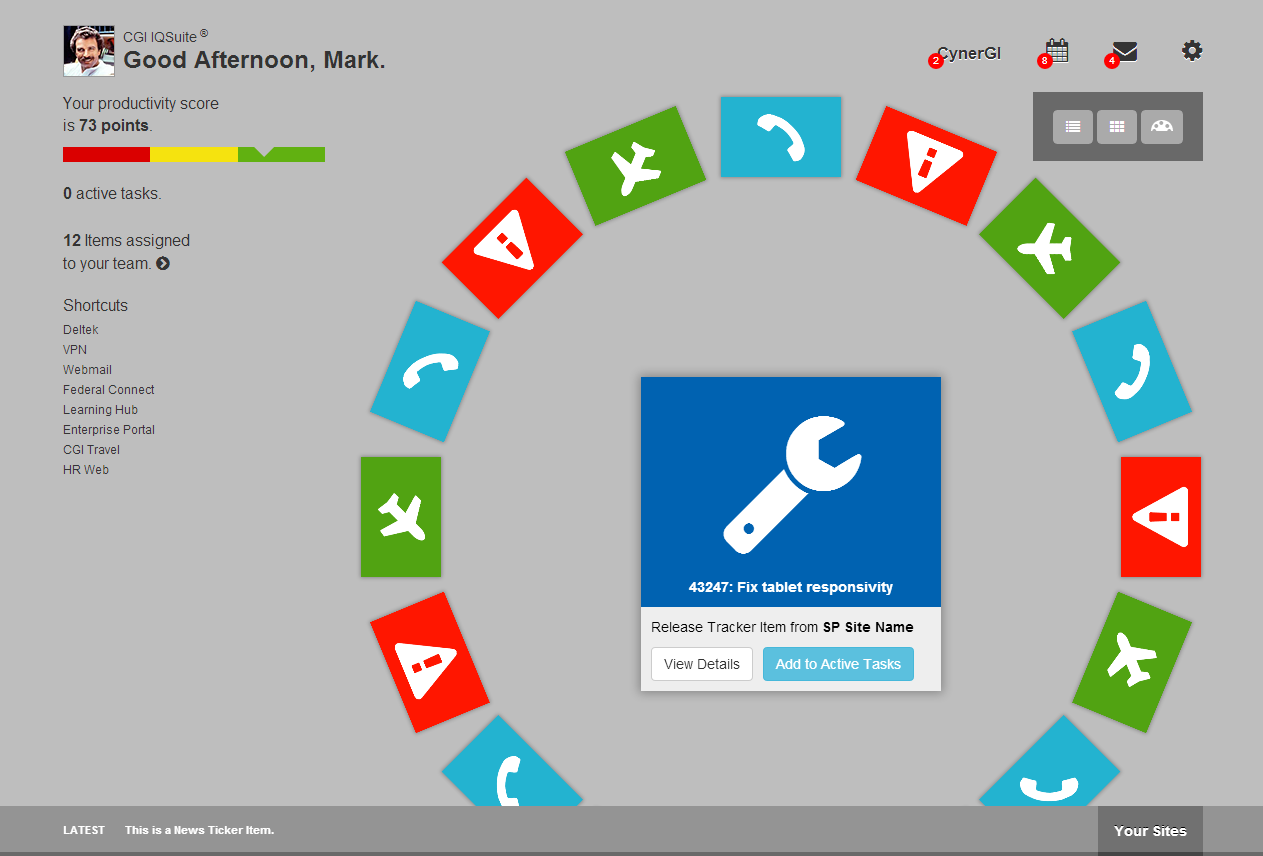 CGI IQSuite ®
Good Afternoon, Mark.
2
CynerGI
8
4
Your productivity score
is 73 points.
0 active tasks.
12 Items assigned
to your team.
Shortcuts
Deltek
VPN
Webmail
Federal Connect
Learning Hub
Enterprise Portal
CGI Travel
HR Web
43247: Fix tablet responsivity
Release Tracker Item from SP Site Name
View Details
Add to Active Tasks
LATEST This is a News Ticker Item.
Your Sites